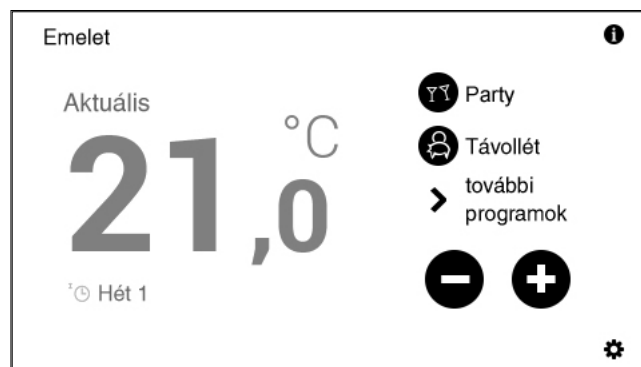 Emelet
Aktuális
21,0 °C
Hét 1
Party
Távollét
további
programok